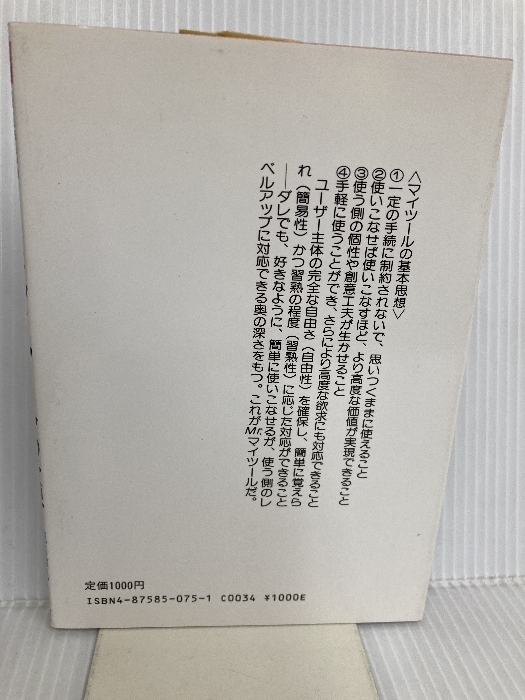 〈マイツールの基本思想〉
①一定の手続に制約されないで、思いつくままに使えること
②使いこなせば使いこなすほど、より高度な価値が実現できること
③使う側の個性や創意工夫が生かせること
④手軽に使うことができ、さらにより高度な欲求にも対応できること
ユーザー主体の完全な自由さ（自由性）を確保し、簡単に覚えら
れ（簡易性）かつ習熟の程度（習熟性）に応じた対応ができること
──ダレでも、好きなように、簡単に使いこなせるが、使う側のレ
ベルアップに対応できる奥の深さをもつ。これがMr.マイツールだ。
定価1000円
ISBN4-87585-075-1 C0034 ¥1000E